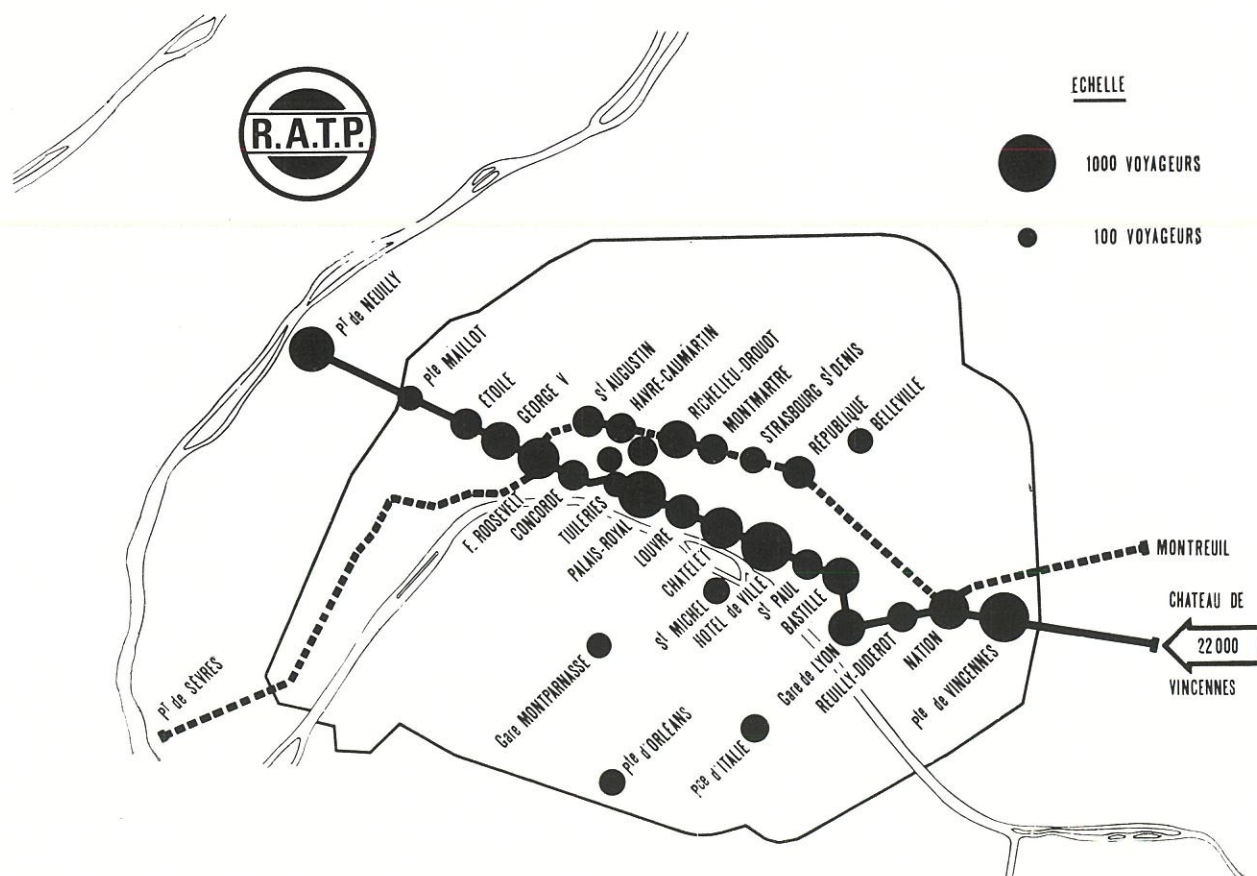 R.A.T.P.
ECHELLE
1000 VOYAGEURS
100 VOYAGEURS
Pᵗ de NEUILLY
Pte MAILLOT
ETOILE
GEORGE V
Sᵗ AUGUSTIN
HAVRE-CAUMARTIN
RICHELIEU-DROUOT
MONTMARTRE
STRASBOURG Sᵗ DENIS
RÉPUBLIQUE
BELLEVILLE
F. ROOSEVELT
CONCORDE
TUILERIES
PALAIS-ROYAL
LOUVRE
CHATELET
Sᵗ MICHEL
HOTEL de VILLE
Sᵗ PAUL
BASTILLE
Gare de LYON
REUILLY-DIDEROT
NATION
Pte de VINCENNES
MONTREUIL
CHATEAU DE
22 000
VINCENNES
Pᵗ de SÈVRES
Gare MONTPARNASSE
Pte d'ORLÉANS
Pce d'ITALIE